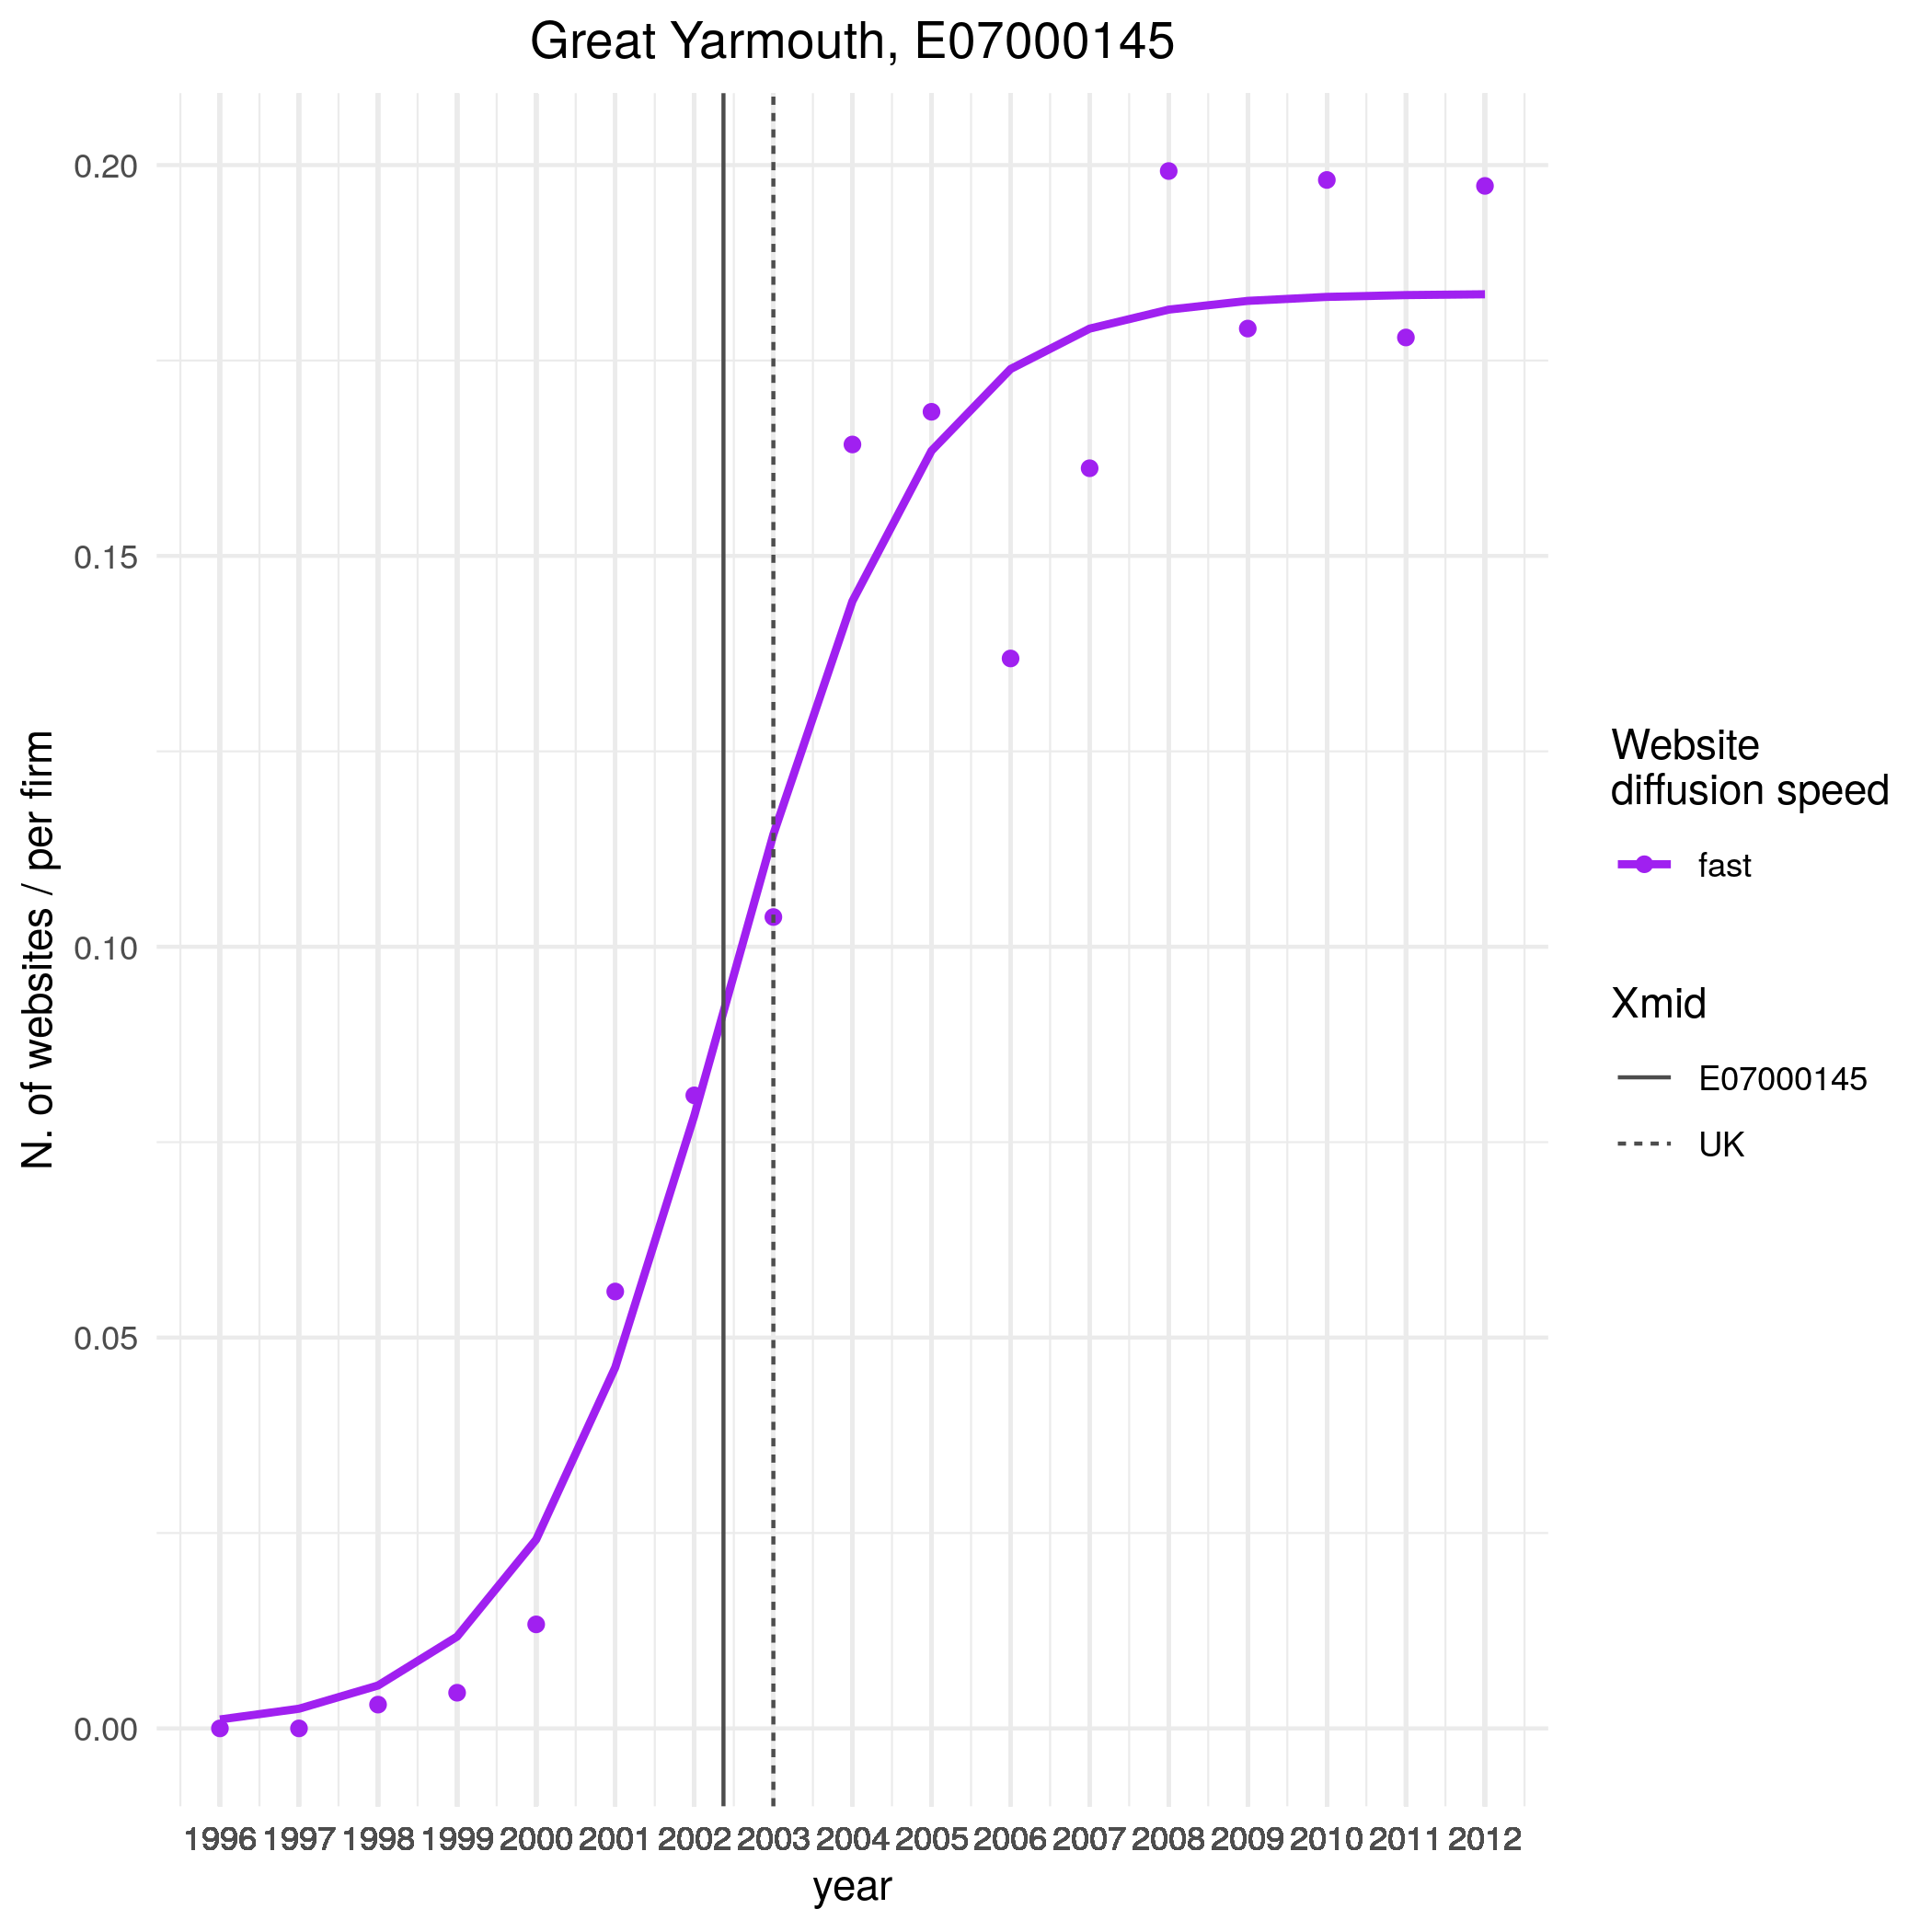 Great Yarmouth, E07000145
0.20
0.15
0.10
0.05
0.00
N. of websites / per firm
1996 1997 1998 1999 2000 2001 2002 2003 2004 2005 2006 2007 2008 2009 2010 2011 2012
year
Website
diffusion speed
fast
Xmid
E07000145
UK